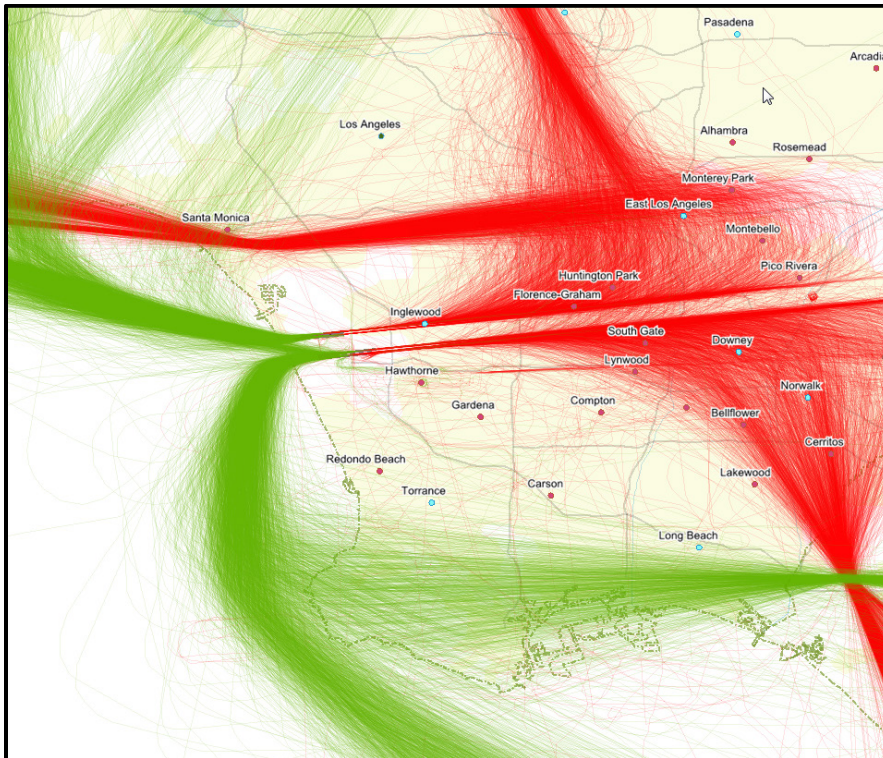 Pasadena
Arcadia
Los Angeles
Alhambra
Rosemead
Monterey Park
Santa Monica
East Los Angeles
Montebello
Pico Rivera
Huntington Park
Florence-Graham
Inglewood
South Gate
Downey
Lynwood
Hawthorne
Norwalk
Gardena
Compton
Bellflower
Cerritos
Redondo Beach
Lakewood
Torrance
Carson
Long Beach